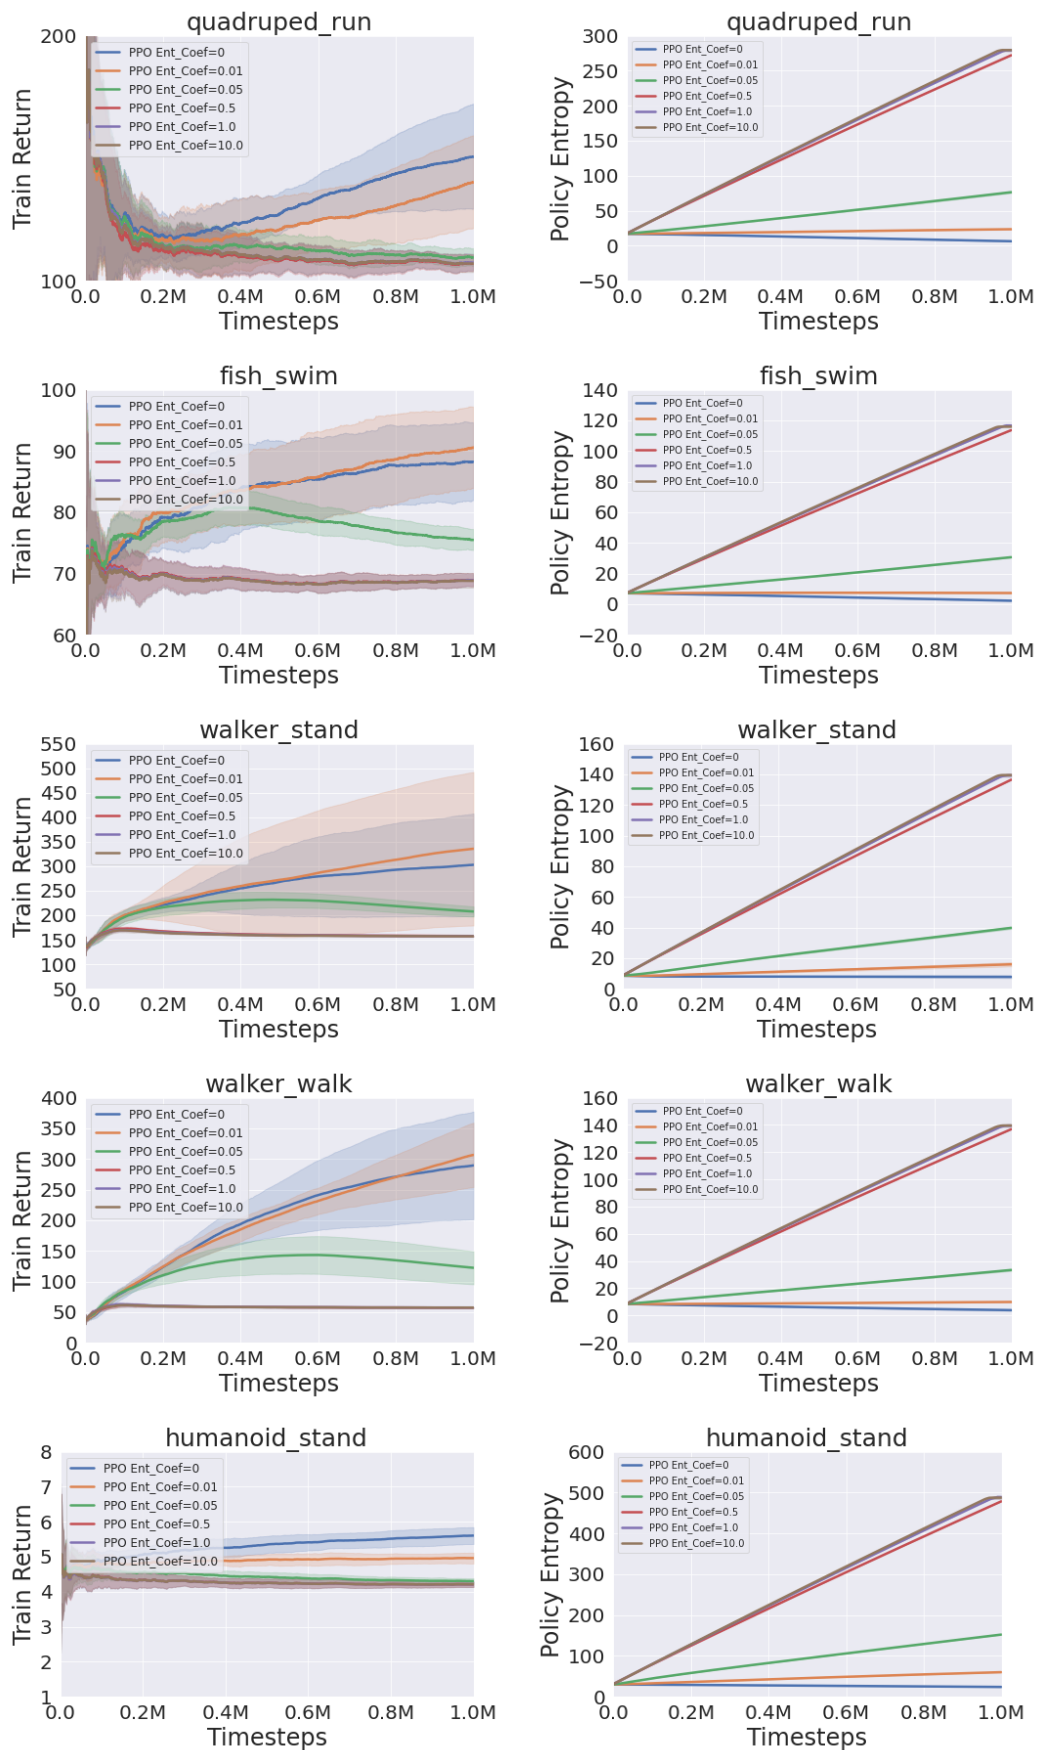 quadruped_run
200
100
Train Return
PPO Ent_Coef=0
PPO Ent_Coef=0.01
PPO Ent_Coef=0.05
PPO Ent_Coef=0.5
PPO Ent_Coef=1.0
PPO Ent_Coef=10.0
0.0 0.2M 0.4M 0.6M 0.8M 1.0M
Timesteps
quadruped_run
300
250
200
150
100
50
0
−50
Policy Entropy
PPO Ent_Coef=0
PPO Ent_Coef=0.01
PPO Ent_Coef=0.05
PPO Ent_Coef=0.5
PPO Ent_Coef=1.0
PPO Ent_Coef=10.0
0.0 0.2M 0.4M 0.6M 0.8M 1.0M
Timesteps
fish_swim
100
90
80
70
60
Train Return
PPO Ent_Coef=0
PPO Ent_Coef=0.01
PPO Ent_Coef=0.05
PPO Ent_Coef=0.5
PPO Ent_Coef=1.0
PPO Ent_Coef=10.0
0.0 0.2M 0.4M 0.6M 0.8M 1.0M
Timesteps
fish_swim
140
120
100
80
60
40
20
0
−20
Policy Entropy
PPO Ent_Coef=0
PPO Ent_Coef=0.01
PPO Ent_Coef=0.05
PPO Ent_Coef=0.5
PPO Ent_Coef=1.0
PPO Ent_Coef=10.0
0.0 0.2M 0.4M 0.6M 0.8M 1.0M
Timesteps
walker_stand
550
500
450
400
350
300
250
200
150
100
50
Train Return
PPO Ent_Coef=0
PPO Ent_Coef=0.01
PPO Ent_Coef=0.05
PPO Ent_Coef=0.5
PPO Ent_Coef=1.0
PPO Ent_Coef=10.0
0.0 0.2M 0.4M 0.6M 0.8M 1.0M
Timesteps
walker_stand
160
140
120
100
80
60
40
20
0
Policy Entropy
PPO Ent_Coef=0
PPO Ent_Coef=0.01
PPO Ent_Coef=0.05
PPO Ent_Coef=0.5
PPO Ent_Coef=1.0
PPO Ent_Coef=10.0
0.0 0.2M 0.4M 0.6M 0.8M 1.0M
Timesteps
walker_walk
400
350
300
250
200
150
100
50
0
Train Return
PPO Ent_Coef=0
PPO Ent_Coef=0.01
PPO Ent_Coef=0.05
PPO Ent_Coef=0.5
PPO Ent_Coef=1.0
PPO Ent_Coef=10.0
0.0 0.2M 0.4M 0.6M 0.8M 1.0M
Timesteps
walker_walk
160
140
120
100
80
60
40
20
0
−20
Policy Entropy
PPO Ent_Coef=0
PPO Ent_Coef=0.01
PPO Ent_Coef=0.05
PPO Ent_Coef=0.5
PPO Ent_Coef=1.0
PPO Ent_Coef=10.0
0.0 0.2M 0.4M 0.6M 0.8M 1.0M
Timesteps
humanoid_stand
8
7
6
5
4
3
2
1
Train Return
PPO Ent_Coef=0
PPO Ent_Coef=0.01
PPO Ent_Coef=0.05
PPO Ent_Coef=0.5
PPO Ent_Coef=1.0
PPO Ent_Coef=10.0
0.0 0.2M 0.4M 0.6M 0.8M 1.0M
Timesteps
humanoid_stand
600
500
400
300
200
100
0
Policy Entropy
PPO Ent_Coef=0
PPO Ent_Coef=0.01
PPO Ent_Coef=0.05
PPO Ent_Coef=0.5
PPO Ent_Coef=1.0
PPO Ent_Coef=10.0
0.0 0.2M 0.4M 0.6M 0.8M 1.0M
Timesteps